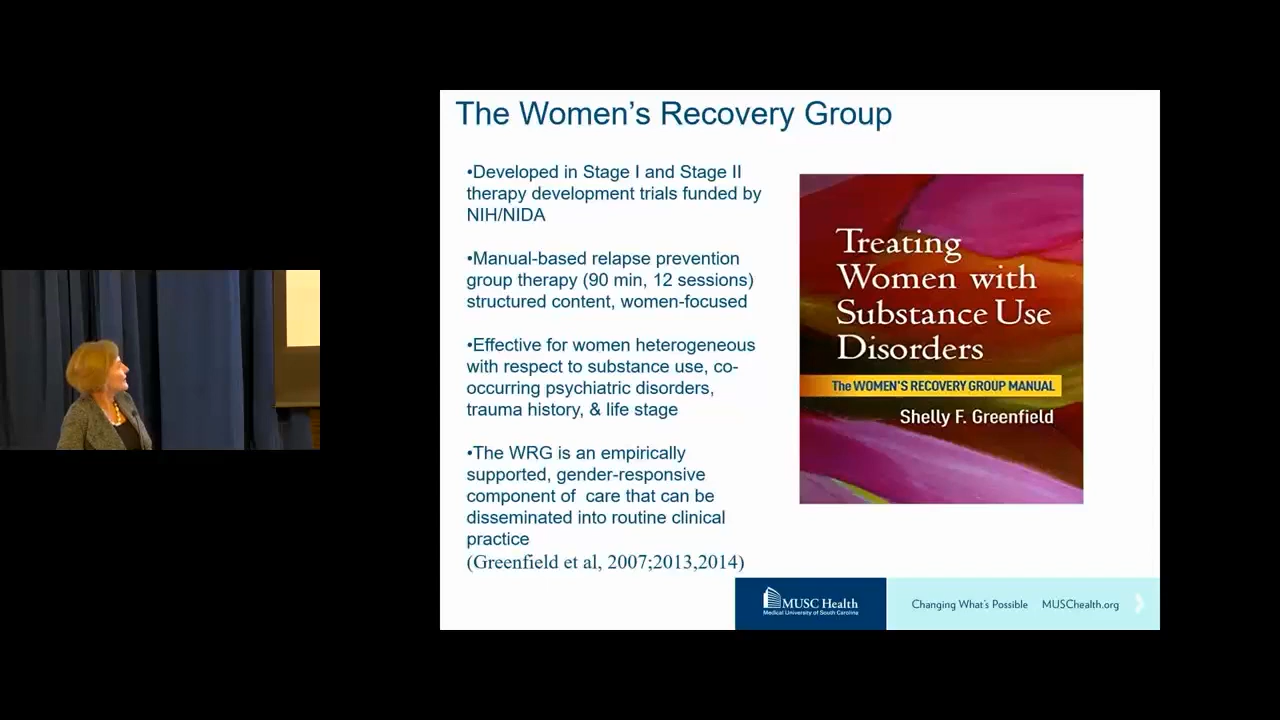 The Women's Recovery Group
•Developed in Stage I and Stage II
therapy development trials funded by
NIH/NIDA
•Manual-based relapse prevention
group therapy (90 min, 12 sessions)
structured content, women-focused
•Effective for women heterogeneous
with respect to substance use, co-
occurring psychiatric disorders,
trauma history, & life stage
•The WRG is an empirically
supported, gender-responsive
component of  care that can be
disseminated into routine clinical
practice
(Greenfield et al, 2007;2013,2014)
Treating
Women with
Substance Use
Disorders
The WOMEN'S RECOVERY GROUP MANUAL
Shelly F. Greenfield
MUSC Health
Medical University of South Carolina
Changing What's Possible
MUSChealth.org